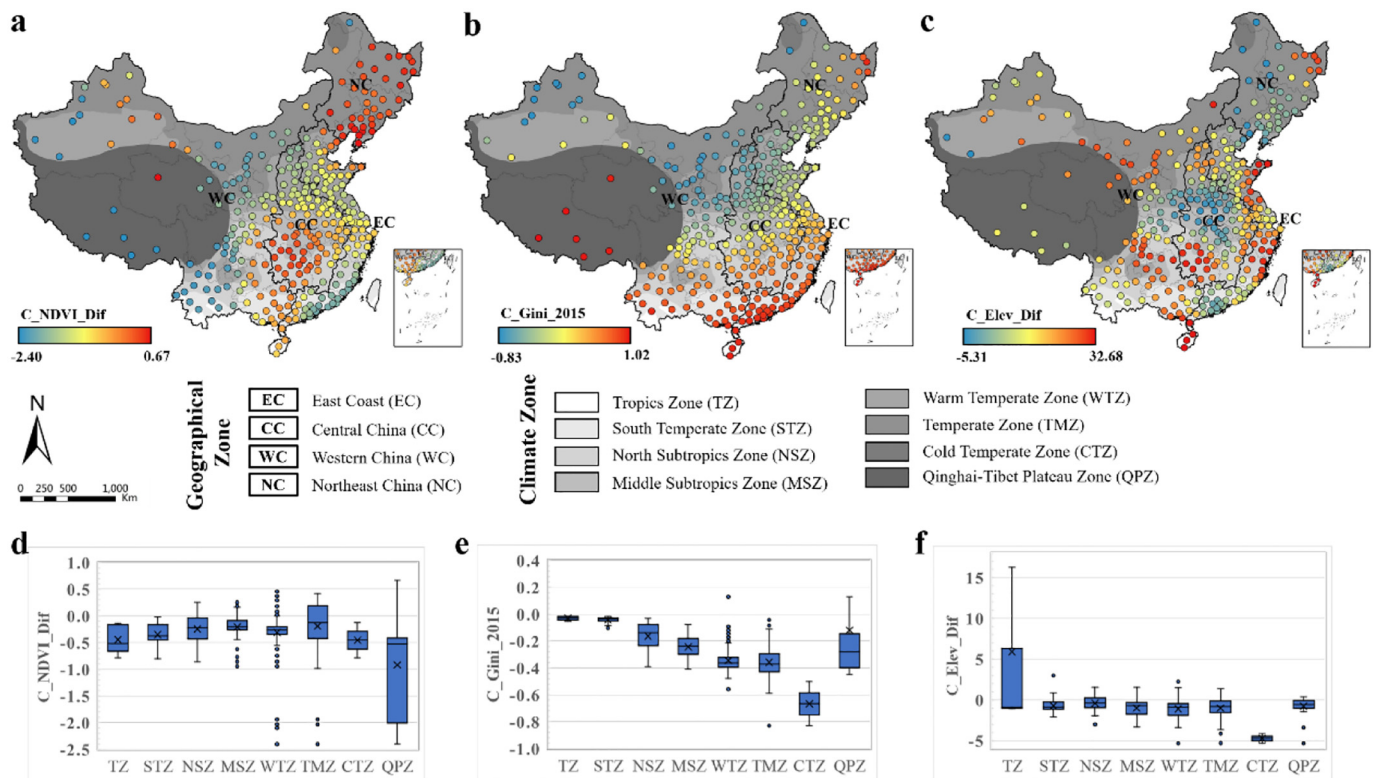 a
b
c
NC
NC
NC
WC
WC
WC
CC
CC
CC
EC
EC
EC
C_NDVI_Dif
-2.40 0.67
C_Gini_2015
-0.83 1.02
C_Elev_Dif
-5.31 32.68
N
0 250 500 1,000
Km
Geographical
Zone
EC East Coast (EC)
CC Central China (CC)
WC Western China (WC)
NC Northeast China (NC)
Climate Zone
Tropics Zone (TZ)
South Temperate Zone (STZ)
North Subtropics Zone (NSZ)
Middle Subtropics Zone (MSZ)
Warm Temperate Zone (WTZ)
Temperate Zone (TMZ)
Cold Temperate Zone (CTZ)
Qinghai-Tibet Plateau Zone (QPZ)
d
C_NDVI_Dif
1.0
0.5
0.0
-0.5
-1.0
-1.5
-2.0
-2.5
TZ STZ NSZ MSZ WTZ TMZ CTZ QPZ
e
C_Gini_2015
0.4
0.2
0.0
-0.2
-0.4
-0.6
-0.8
-1.0
TZ STZ NSZ MSZ WTZ TMZ CTZ QPZ
f
C_Elev_Dif
15
10
5
0
-5
TZ STZ NSZ MSZ WTZ TMZ CTZ QPZ